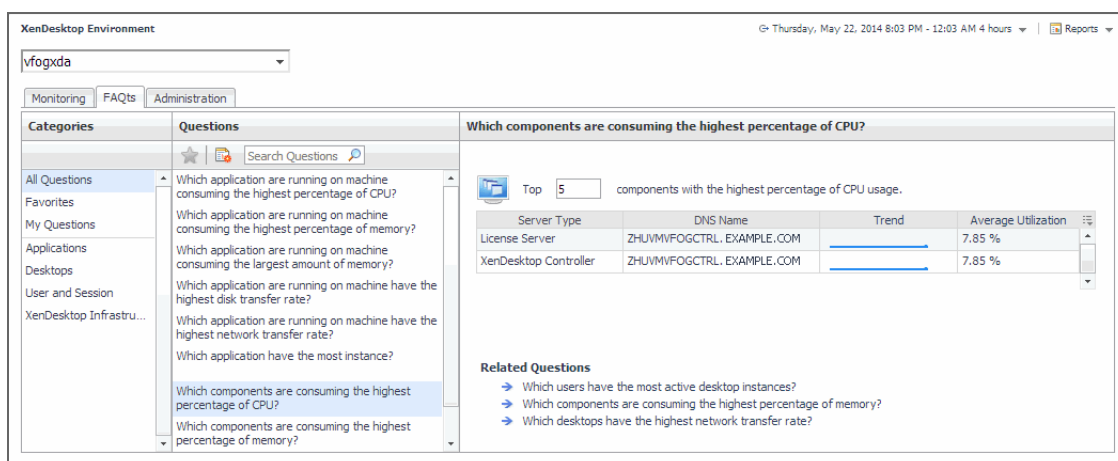 XenDesktop Environment
Thursday, May 22, 2014 8:03 PM - 12:03 AM 4 hours
Reports
vfogxda
Monitoring
FAQts
Administration
Categories
All Questions
Favorites
My Questions
Applications
Desktops
User and Session
XenDesktop Infrastru...
Questions
Search Questions
Which application are running on machine
consuming the highest percentage of CPU?
Which application are running on machine
consuming the highest percentage of memory?
Which application are running on machine
consuming the largest amount of memory?
Which application are running on machine have the
highest disk transfer rate?
Which application are running on machine have the
highest network transfer rate?
Which application have the most instance?
Which components are consuming the highest
percentage of CPU?
Which components are consuming the highest
percentage of memory?
Which components are consuming the highest percentage of CPU?
Top 5 components with the highest percentage of CPU usage.
Server Type DNS Name Trend Average Utilization
License Server ZHUVMVFOGCTRL.EXAMPLE.COM 7.85 %
XenDesktop Controller ZHUVMVFOGCTRL.EXAMPLE.COM 7.85 %
Related Questions
Which users have the most active desktop instances?
Which components are consuming the highest percentage of memory?
Which desktops have the highest network transfer rate?